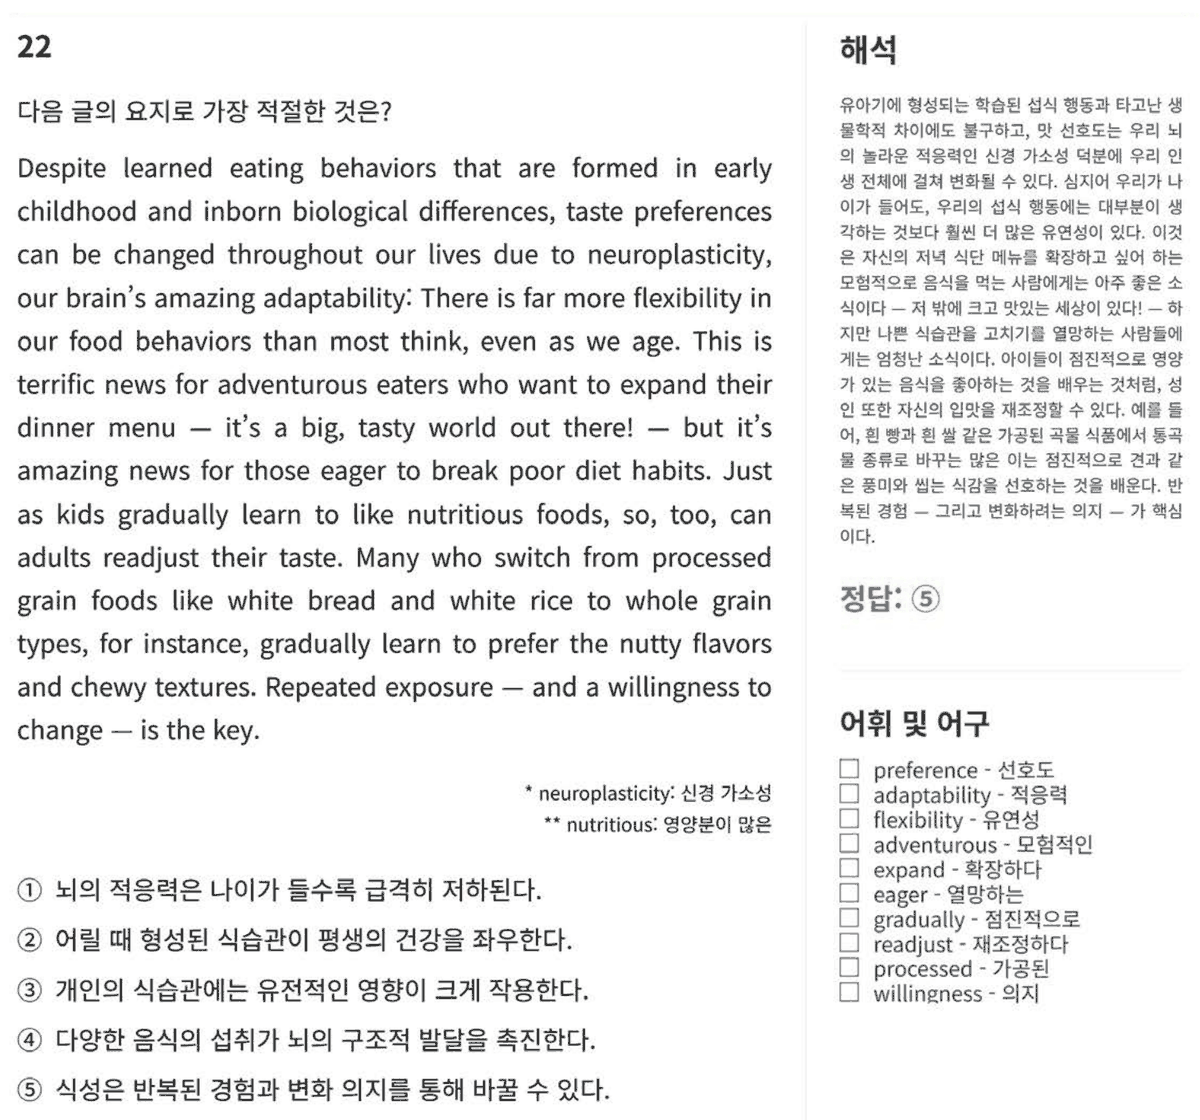 22
다음 글의 요지로 가장 적절한 것은?
Despite learned eating behaviors that are formed in early
childhood and inborn biological differences, taste preferences
can be changed throughout our lives due to neuroplasticity,
our brain's amazing adaptability: There is far more flexibility in
our food behaviors than most think, even as we age. This is
terrific news for adventurous eaters who want to expand their
dinner menu — it's a big, tasty world out there! — but it's
amazing news for those eager to break poor diet habits. Just
as kids gradually learn to like nutritious foods, so, too, can
adults readjust their taste. Many who switch from processed
grain foods like white bread and white rice to whole grain
types, for instance, gradually learn to prefer the nutty flavors
and chewy textures. Repeated exposure — and a willingness to
change — is the key.
* neuroplasticity: 신경 가소성
** nutritious: 영양분이 많은
① 뇌의 적응력은 나이가 들수록 급격히 저하된다.
② 어릴 때 형성된 식습관이 평생의 건강을 좌우한다.
③ 개인의 식습관에는 유전적인 영향이 크게 작용한다.
④ 다양한 음식의 섭취가 뇌의 구조적 발달을 촉진한다.
⑤ 식성은 반복된 경험과 변화 의지를 통해 바꿀 수 있다.
해석
유아기에 형성되는 학습된 섭식 행동과 타고난 생
물학적 차이에도 불구하고, 맛 선호도는 우리 뇌
의 놀라운 적응력인 신경 가소성 덕분에 우리 인
생 전체에 걸쳐 변화될 수 있다. 심지어 우리가 나
이가 들어도, 우리의 섭식 행동에는 대부분이 생
각하는 것보다 훨씬 더 많은 유연성이 있다. 이것
은 자신의 저녁 식단 메뉴를 확장하고 싶어 하는
모험적으로 음식을 먹는 사람에게는 아주 좋은 소
식이다 — 저 밖에 크고 맛있는 세상이 있다! — 하
지만 나쁜 식습관을 고치기를 열망하는 사람들에
게는 엄청난 소식이다. 아이들이 점진적으로 영양
가 있는 음식을 좋아하는 것을 배우는 것처럼, 성
인 또한 자신의 입맛을 재조정할 수 있다. 예를 들
어, 흰 빵과 흰 쌀 같은 가공된 곡물 식품에서 통곡
물 종류로 바꾸는 많은 이는 점진적으로 견과 같
은 풍미와 씹는 식감을 선호하는 것을 배운다. 반
복된 경험 — 그리고 변화하려는 의지 — 가 핵심
이다.
정답: ⑤
어휘 및 어구
□ preference - 선호도
□ adaptability - 적응력
□ flexibility - 유연성
□ adventurous - 모험적인
□ expand - 확장하다
□ eager - 열망하는
□ gradually - 점진적으로
□ readjust - 재조정하다
□ processed - 가공된
□ willingness - 의지